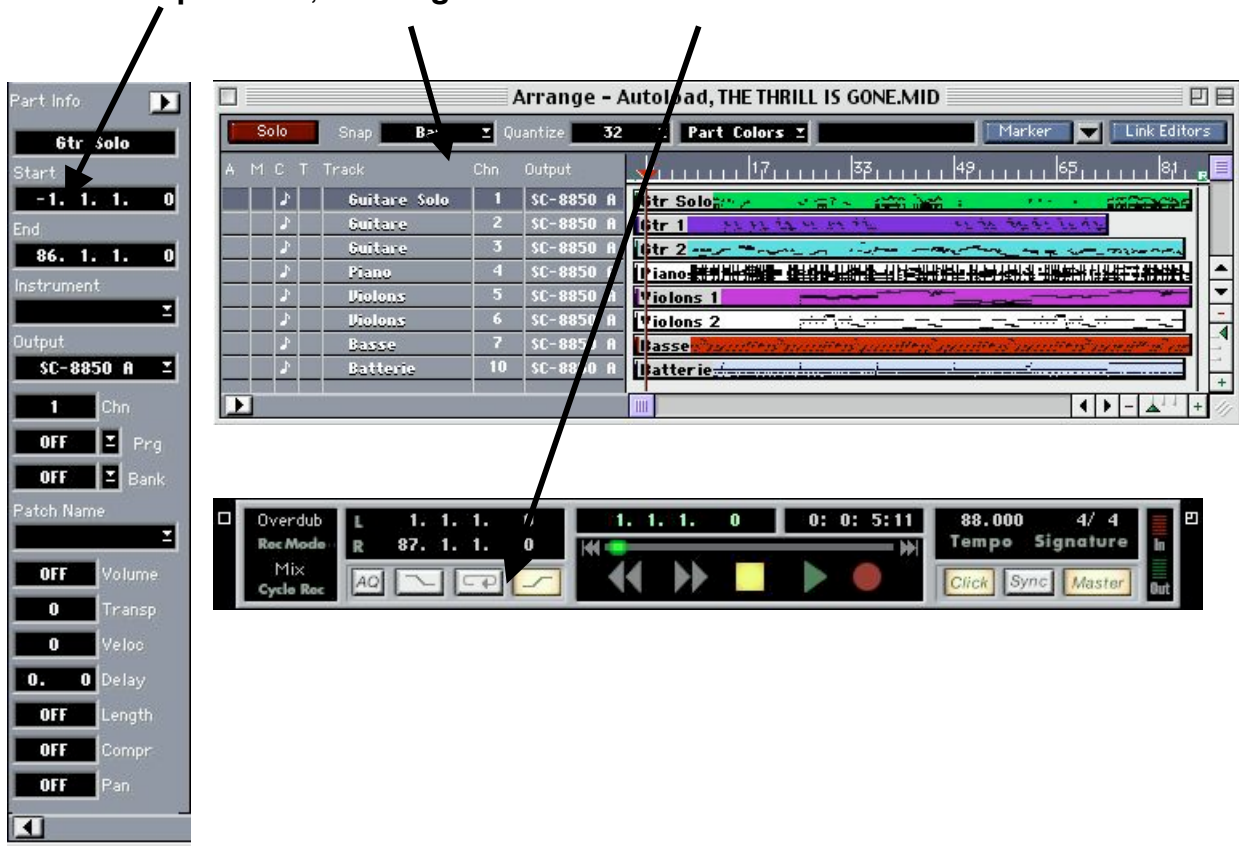 Part Info
Gtr Solo
Start
-1. 1. 1. 0
End
86. 1. 1. 0
Instrument
Output
SC-8850 A
1 Chn
OFF Prg
OFF Bank
Patch Name
OFF Volume
0 Transp
0 Veloc
0. 0 Delay
OFF Length
OFF Compr
OFF Pan
Arrange - Autoload, THE THRILL IS GONE.MID
Solo Snap Quantize 32 Part Colors Marker Link Editors
A M C T Track Chn Output 17 33 49 65 81 R
Guitare Solo 1 SC-8850 A Gtr Solo
Guitare 2 SC-8850 A Gtr 1
Guitare 3 SC-8850 A Gtr 2
Piano 4 SC-8850 A Piano
Violons 5 SC-8850 A Violons 1
Violons 6 SC-8850 A Violons 2
Basse 7 SC-8850 A Basse
Batterie 10 SC-8850 A Batterie
Overdub L 1. 1. 1. 0 1. 1. 1. 0 0: 0: 5:11 88.000 4/ 4
Rec Mode R 87. 1. 1. 0 Tempo Signature In
Mix
Cycle Rec AQ Click Sync Master Out